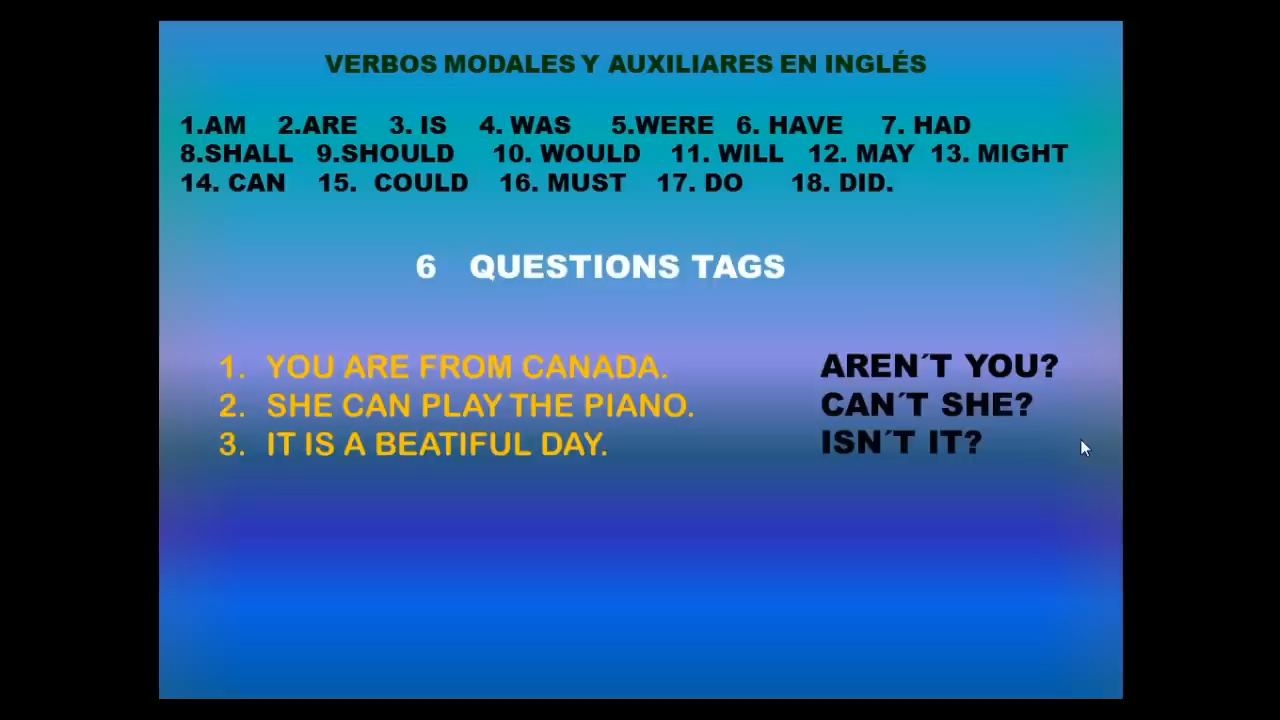 VERBOS MODALES Y AUXILIARES EN INGLÉS
1.AM 2.ARE 3. IS 4. WAS 5.WERE 6. HAVE 7. HAD
8.SHALL 9.SHOULD 10. WOULD 11. WILL 12. MAY 13. MIGHT
14. CAN 15. COULD 16. MUST 17. DO 18. DID.
6 QUESTIONS TAGS
1. YOU ARE FROM CANADA. AREN´T YOU?
2. SHE CAN PLAY THE PIANO. CAN´T SHE?
3. IT IS A BEATIFUL DAY. ISN´T IT?